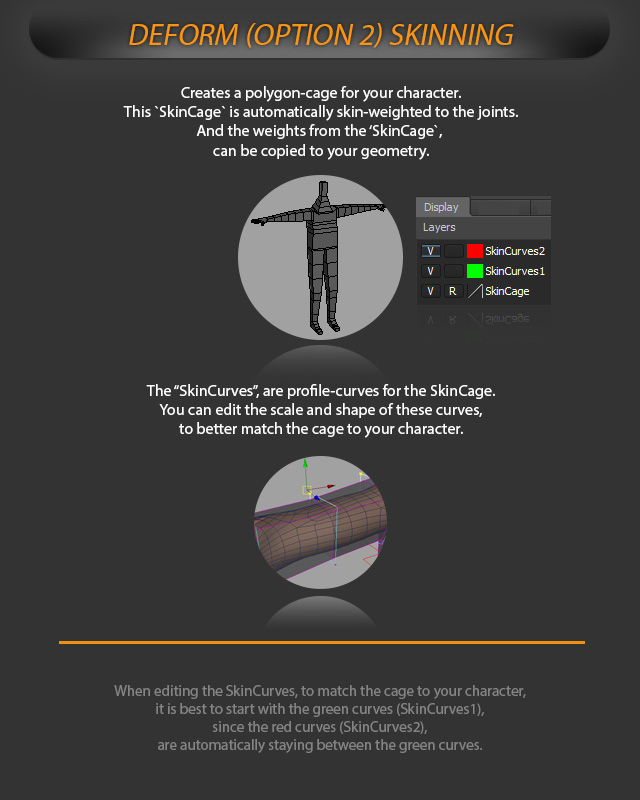 DEFORM (OPTION 2) SKINNING
Creates a polygon-cage for your character.
This `SkinCage` is automatically skin-weighted to the joints.
And the weights from the ‘SkinCage`,
can be copied to your geometry.
Display
Layers
V SkinCurves2
V SkinCurves1
V R SkinCage
The “SkinCurves”, are profile-curves for the SkinCage.
You can edit the scale and shape of these curves,
to better match the cage to your character.
When editing the SkinCurves, to match the cage to your character,
it is best to start with the green curves (SkinCurves1),
since the red curves (SkinCurves2),
are automatically staying between the green curves.